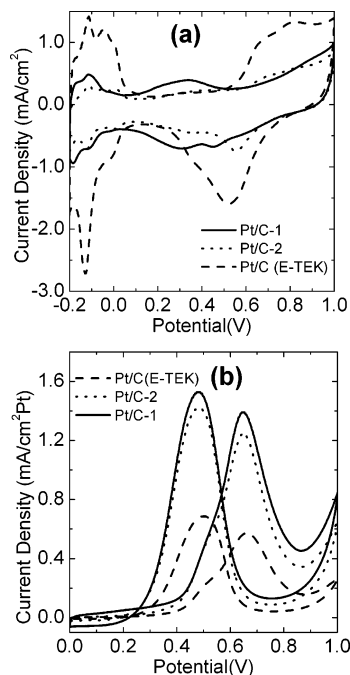 (a)
Current Density (mA/cm²)
1.0
0.0
-1.0
-2.0
-3.0
Pt/C-1
Pt/C-2
Pt/C (E-TEK)
-0.2 0.0 0.2 0.4 0.6 0.8 1.0
Potential(V)
(b)
Current Density (mA/cm²Pt)
1.6
1.2
0.8
0.4
0.0
Pt/C(E-TEK)
Pt/C-2
Pt/C-1
0.0 0.2 0.4 0.6 0.8 1.0
Potential(V)